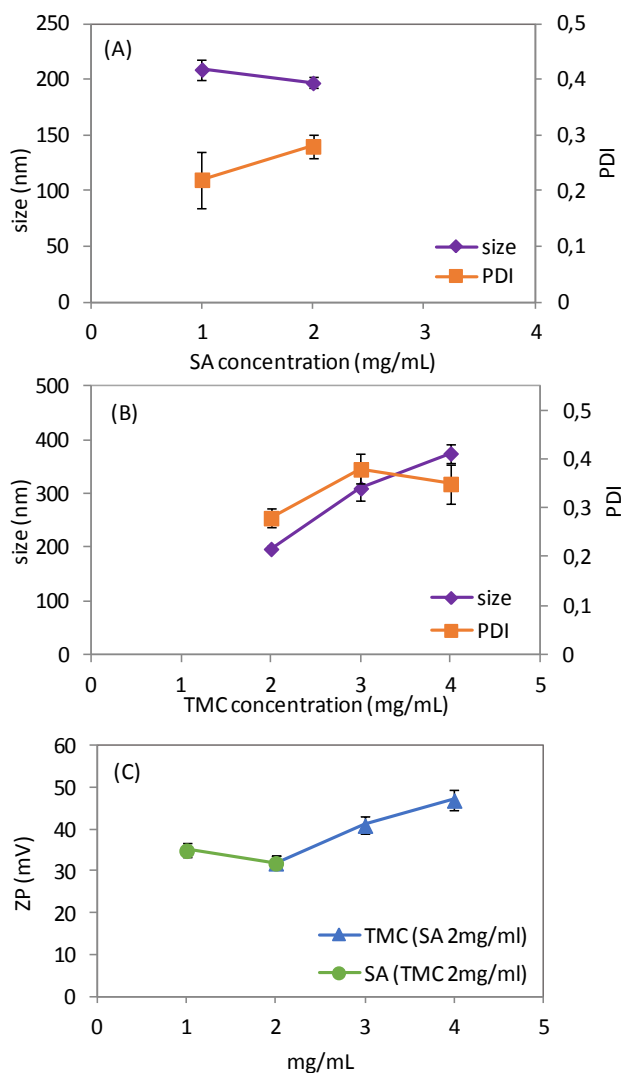 (A)
250
200
150
100
50
0
size (nm)
0,5
0,4
0,3
0,2
0,1
0
PDI
size
PDI
0 1 2 3 4
SA concentration (mg/mL)
(B)
500
400
300
200
100
0
size (nm)
0,5
0,4
0,3
0,2
0,1
0
PDI
size
PDI
0 1 2 3 4 5
TMC concentration (mg/mL)
(C)
60
50
40
30
20
10
0
ZP (mV)
TMC (SA 2mg/ml)
SA (TMC 2mg/ml)
0 1 2 3 4 5
mg/mL